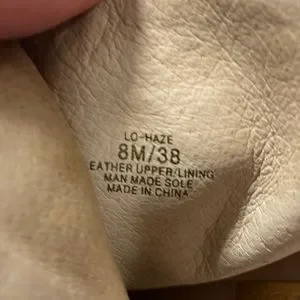 LO-HAZE
8M/38
EATHER UPPER/LINING
MAN MADE SOLE
MADE IN CHINA